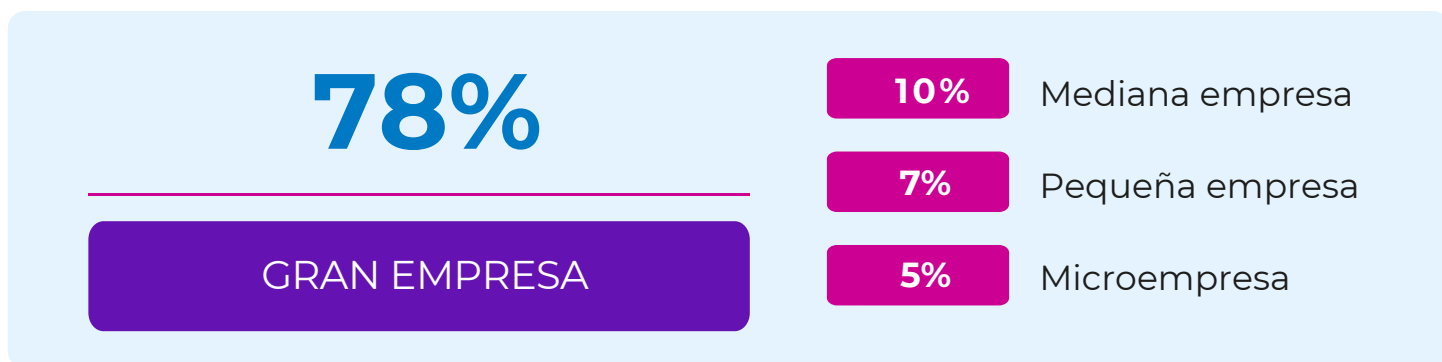 78%
GRAN EMPRESA
10% Mediana empresa
7% Pequeña empresa
5% Microempresa